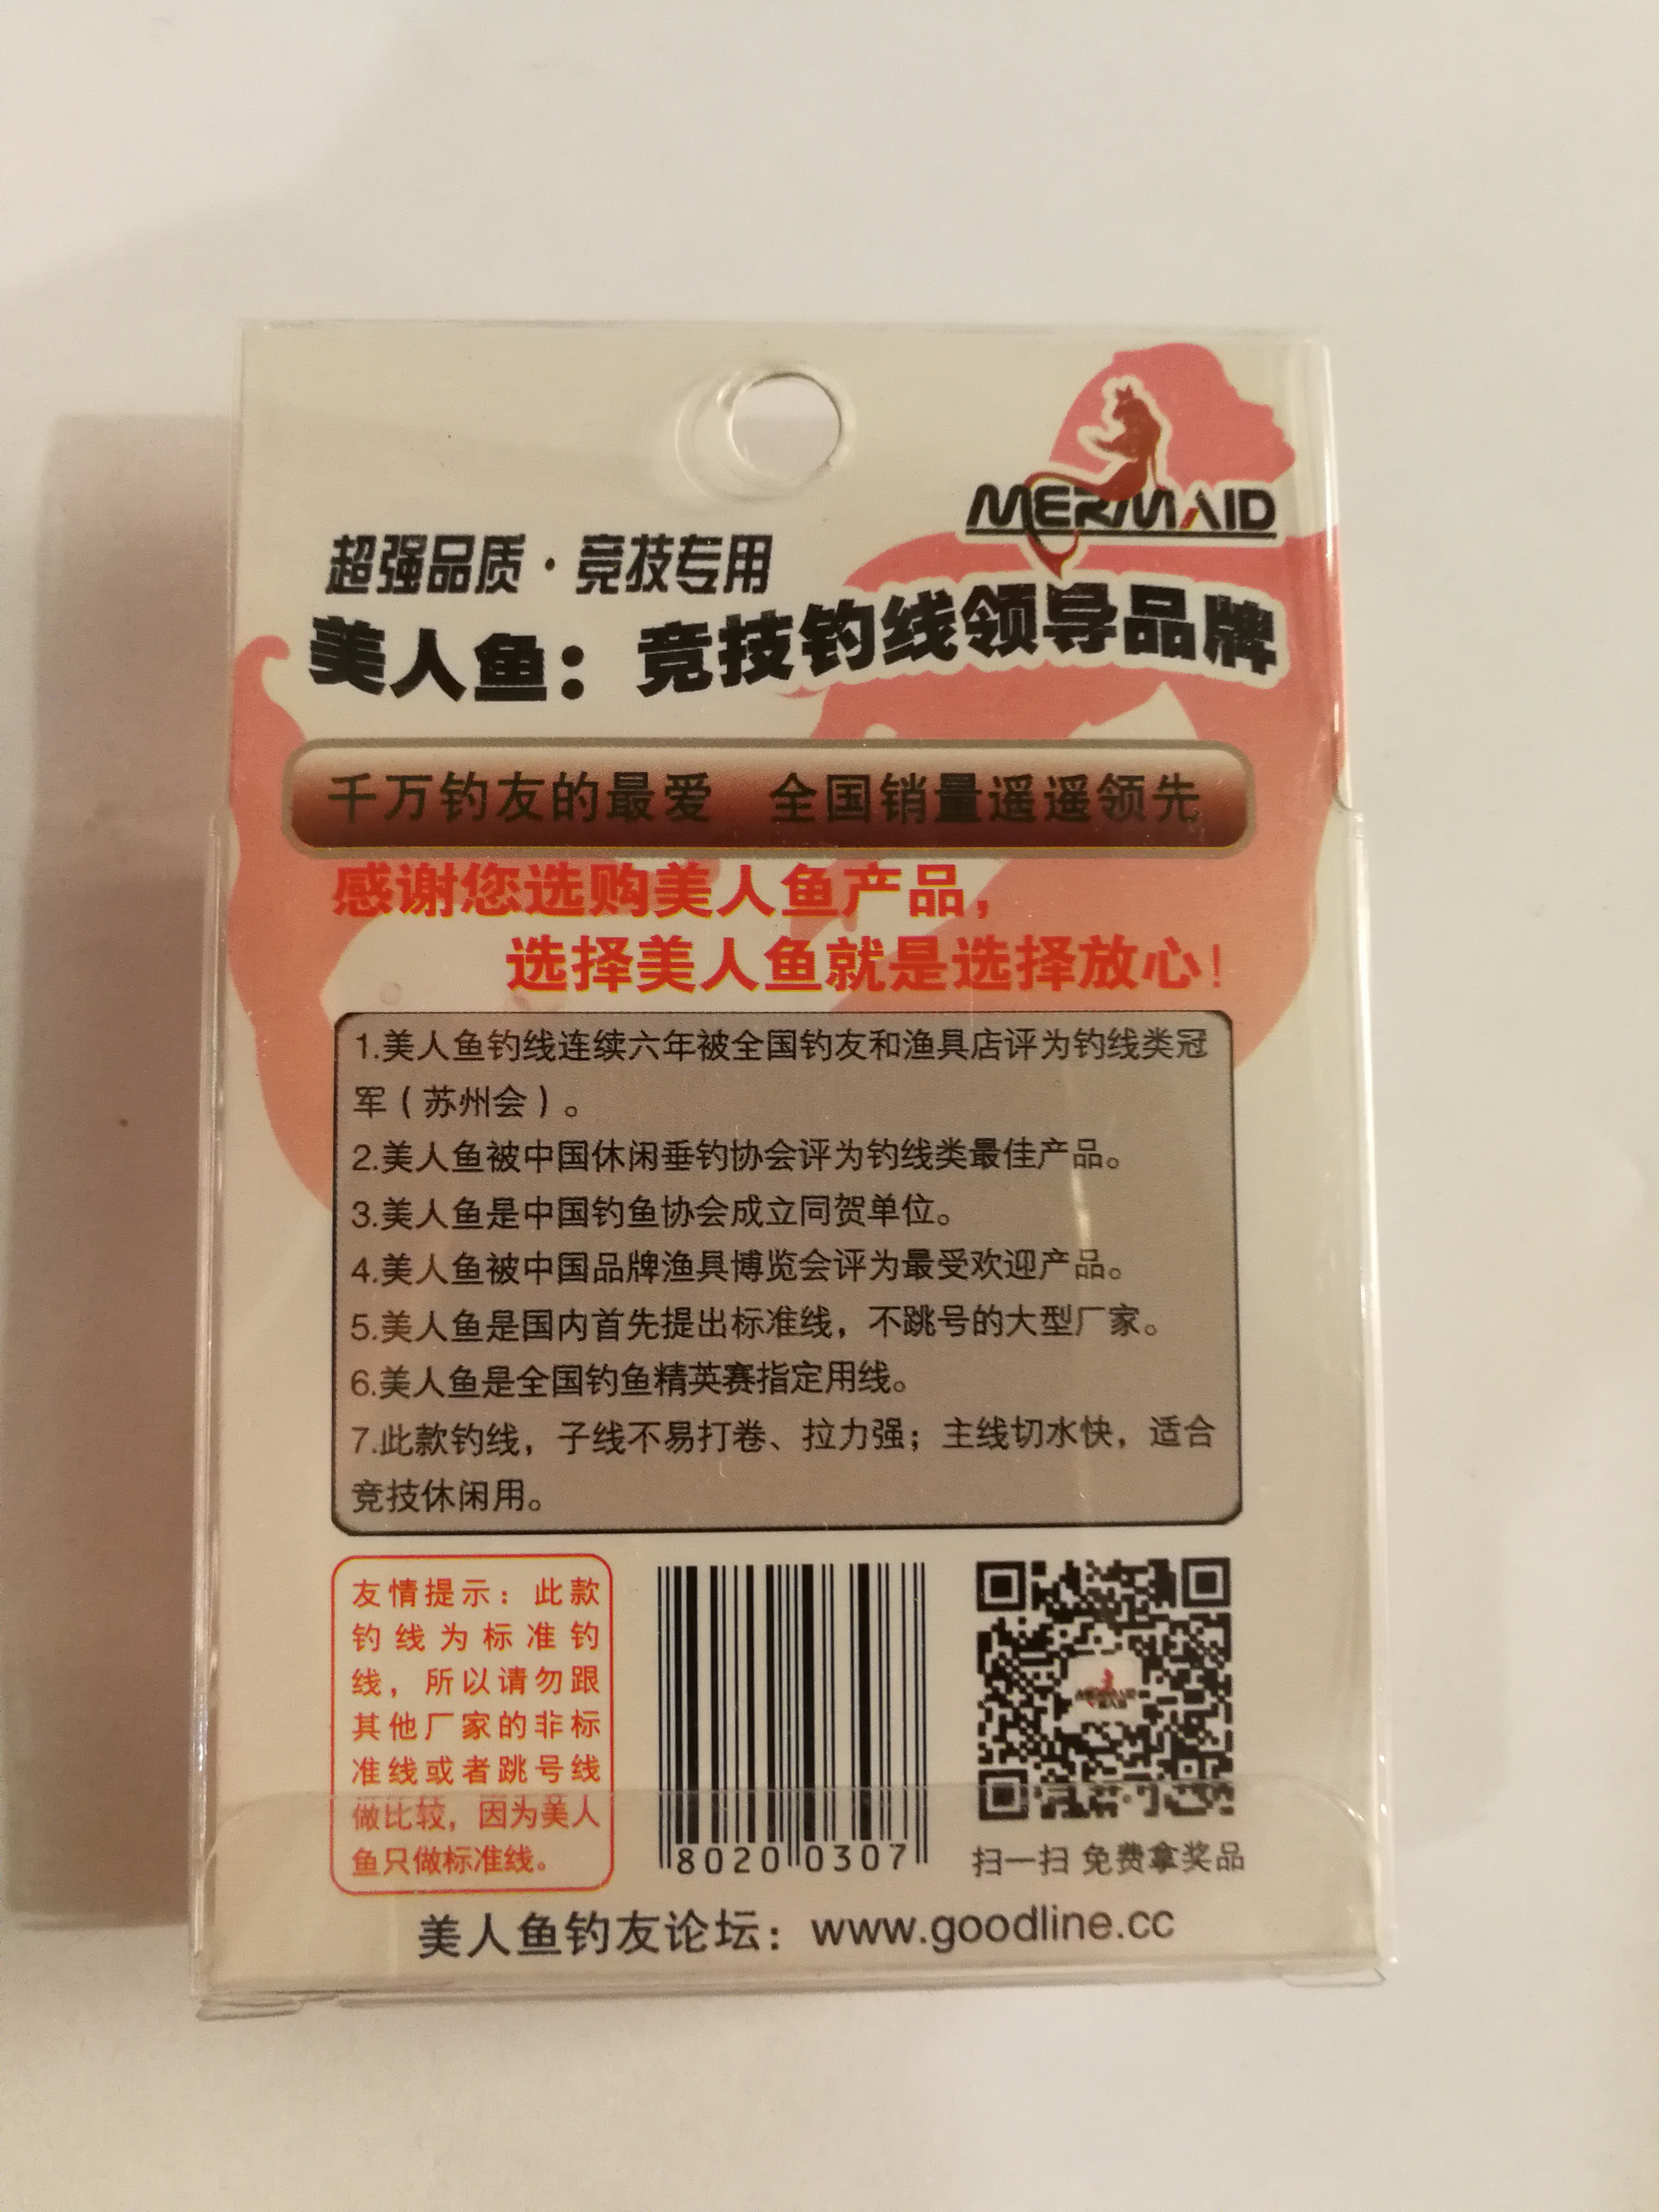 MERMAID
超强品质·竞技专用
美人鱼：竞技钓线领导品牌
千万钓友的最爱 全国销量遥遥领先
感谢您选购美人鱼产品，
选择美人鱼就是选择放心！
1.美人鱼钓线连续六年被全国钓友和渔具店评为钓线类冠
军（苏州会）。
2.美人鱼被中国休闲垂钓协会评为钓线类最佳产品。
3.美人鱼是中国钓鱼协会成立同贺单位。
4.美人鱼被中国品牌渔具博览会评为最受欢迎产品。
5.美人鱼是国内首先提出标准线，不跳号的大型厂家。
6.美人鱼是全国钓鱼精英赛指定用线。
7.此款钓线，子线不易打卷、拉力强；主线切水快，适合
竞技休闲用。
友情提示：此款
钓线为标准钓
线，所以请勿跟
其他厂家的非标
准线或者跳号线
做比较，因为美人
鱼只做标准线。
8020 0307
扫一扫 免费拿奖品
美人鱼钓友论坛：www.goodline.cc